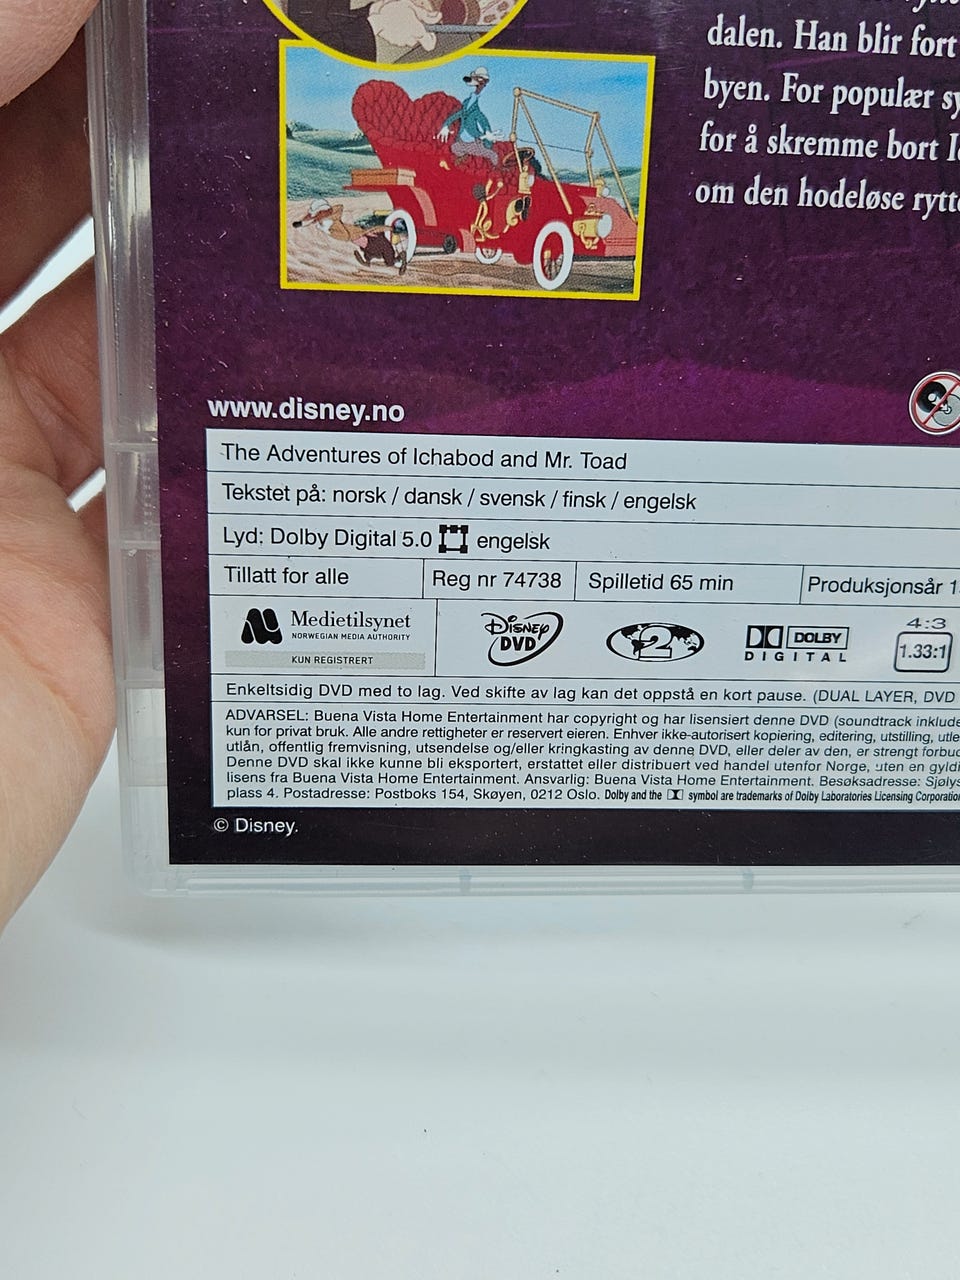 dalen. Han blir fort
byen. For populær
for å skremme bort
om den hodeløse
www.disney.no
The Adventures of Ichabod and Mr. Toad
Tekstet på: norsk / dansk / svensk / finsk / engelsk
Lyd: Dolby Digital 5.0 engelsk
Tillatt for alle
Reg nr 74738
Spilletid 65 min
Produksjonsår
Medietilsynet
NORWEGIAN MEDIA AUTHORITY
KUN REGISTRERT
Disney
DVD
2
DOLBY
DIGITAL
4:3
1.33:1
Enkeltsidig DVD med to lag. Ved skifte av lag kan det oppstå en kort pause. (DUAL LAYER, DVD
ADVARSEL: Buena Vista Home Entertainment har copyright og har lisensiert denne DVD (soundtrack
kun for privat bruk. Alle andre rettigheter er reservert eieren. Enhver ikke-autorisert kopiering, editering, utstilling,
utlån, offentlig fremvisning, utsendelse og/eller kringkasting av denne DVD, eller deler av den, er strengt
Denne DVD skal ikke kunne bli eksportert, erstattet eller distribuert ved handel utenfor Norge, uten en
lisens fra Buena Vista Home Entertainment. Ansvarlig: Buena Vista Home Entertainment. Besøksadresse:
plass 4. Postadresse: Postboks 154, Skøyen, 0212 Oslo. Dolby and the symbol are trademarks of Dolby Laboratories Licensing Corporation
© Disney.